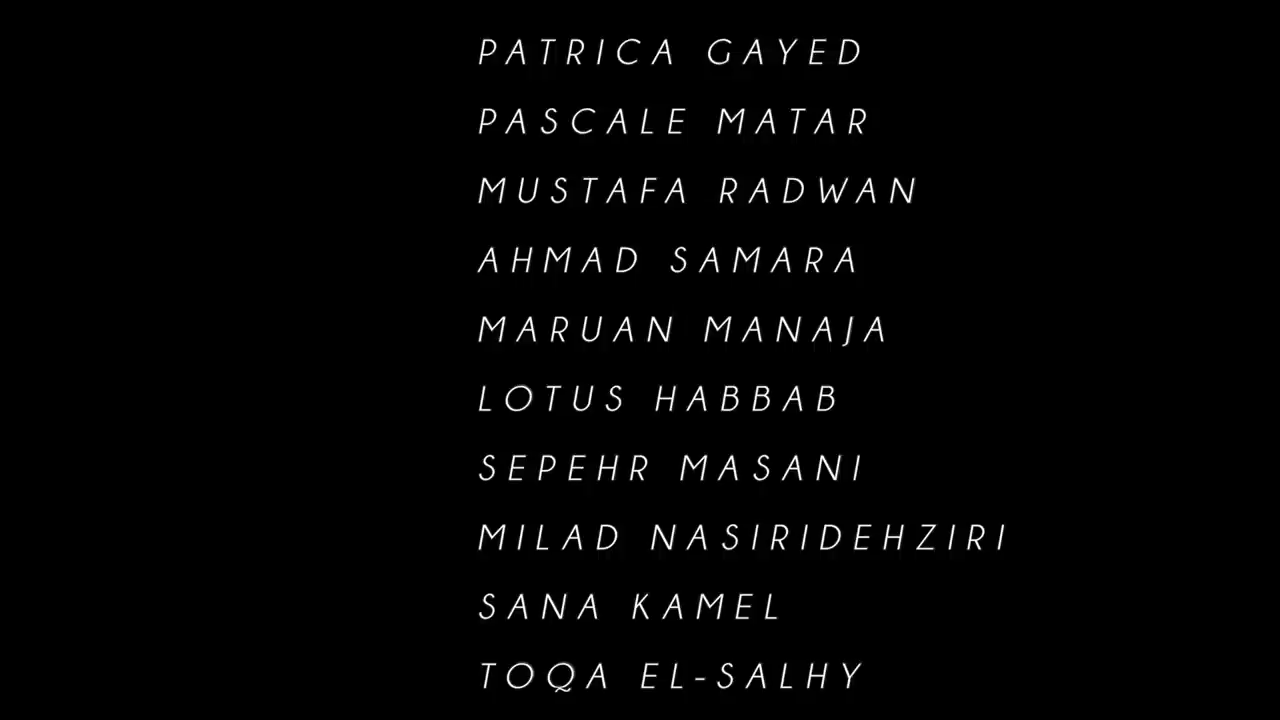 PATRICA GAYED
PASCALE MATAR
MUSTAFA RADWAN
AHMAD SAMARA
MARUAN MANAJA
LOTUS HABBAB
SEPEHR MASANI
MILAD NASIRIDEHZIRI
SANA KAMEL
TOQA EL-SALHY